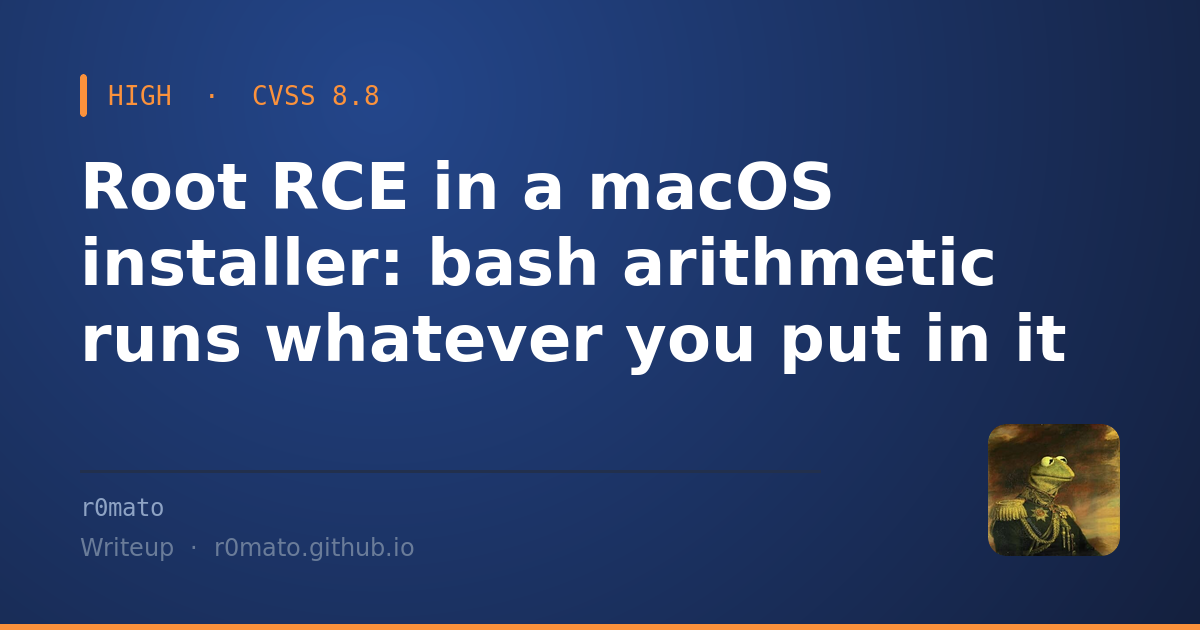 HIGH · CVSS 8.8
Root RCE in a macOS
installer: bash arithmetic
runs whatever you put in it
r0mato
Writeup · r0mato.github.io